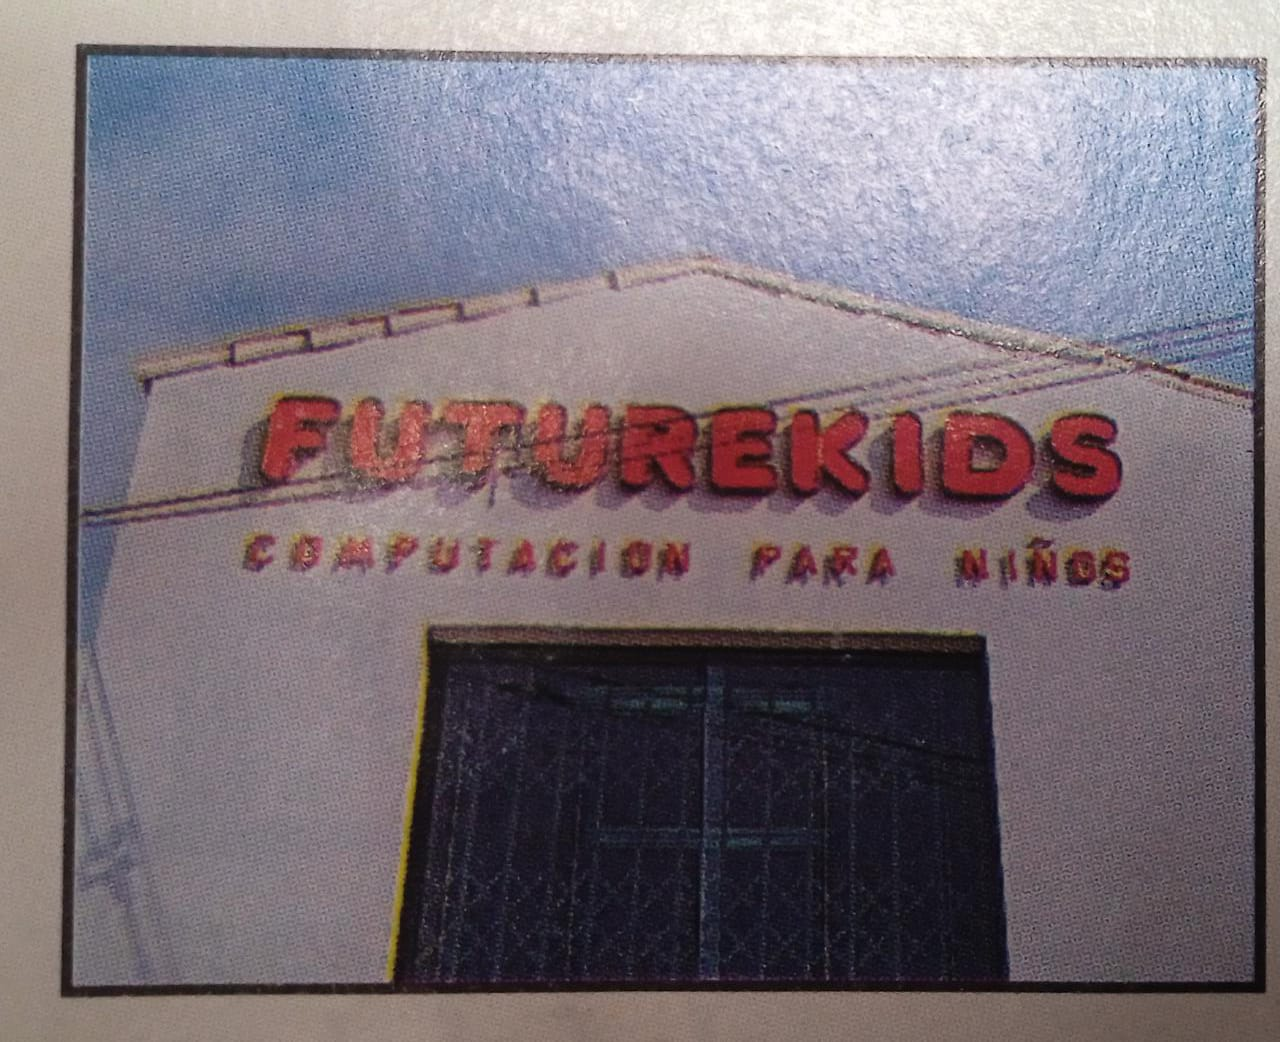 FUTUREKIDS
COMPUTACION PARA NIÑOS